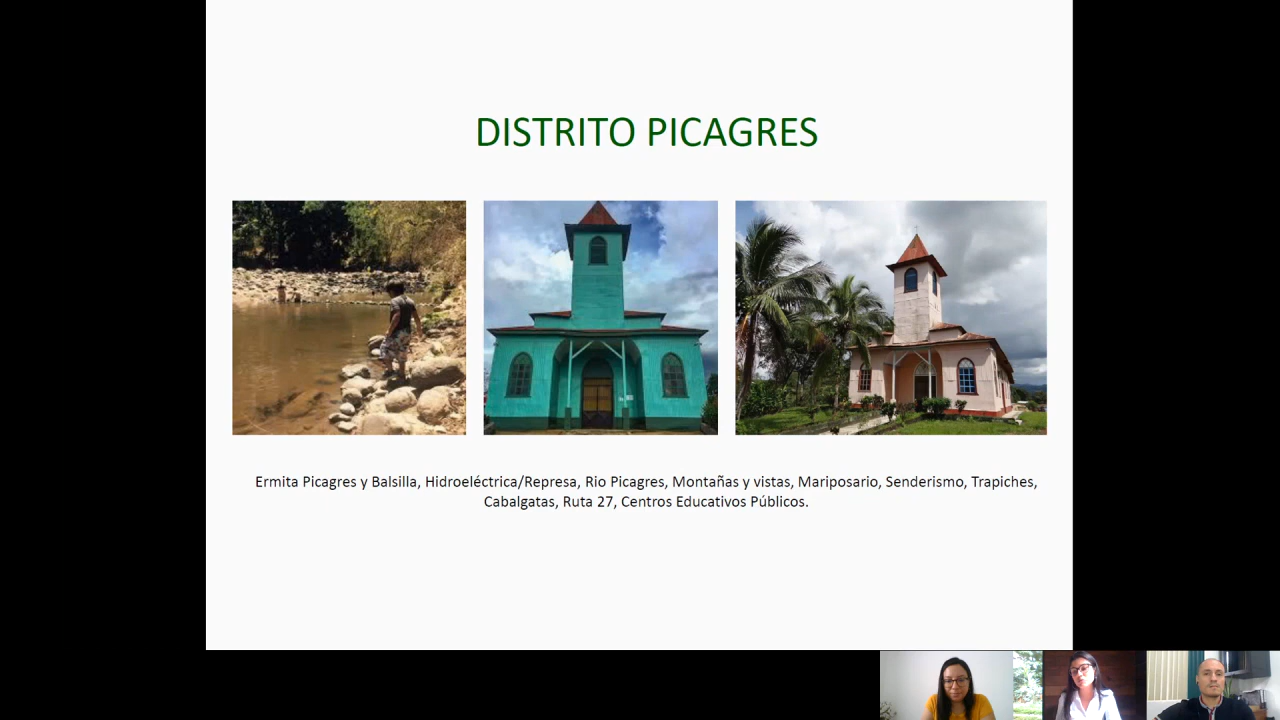 DISTRITO PICAGRES
Ermita Picagres y Balsilla, Hidroeléctrica/Represa, Rio Picagres, Montañas y vistas, Mariposario, Senderismo, Trapiches,
Cabalgatas, Ruta 27, Centros Educativos Públicos.